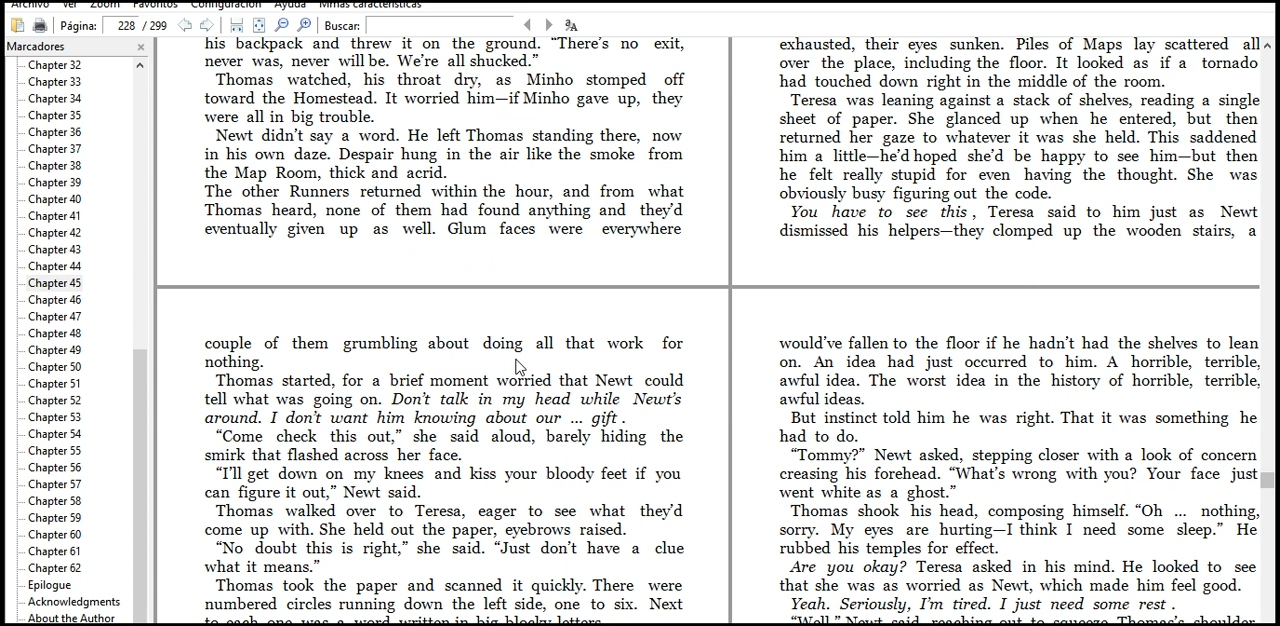 Archivo Ver Zoom Favoritos Configuración Ayuda Mimas características
Página: 228 / 299 Buscar:
Marcadores
Chapter 32
Chapter 33
Chapter 34
Chapter 35
Chapter 36
Chapter 37
Chapter 38
Chapter 39
Chapter 40
Chapter 41
Chapter 42
Chapter 43
Chapter 44
Chapter 45
Chapter 46
Chapter 47
Chapter 48
Chapter 49
Chapter 50
Chapter 51
Chapter 52
Chapter 53
Chapter 54
Chapter 55
Chapter 56
Chapter 57
Chapter 58
Chapter 59
Chapter 60
Chapter 61
Chapter 62
Epilogue
Acknowledgments
About the Author
his backpack and threw it on the ground. “There’s no exit,
never was, never will be. We’re all shucked.”
Thomas watched, his throat dry, as Minho stomped off
toward the Homestead. It worried him—if Minho gave up, they
were all in big trouble.
Newt didn’t say a word. He left Thomas standing there, now
in his own daze. Despair hung in the air like the smoke from
the Map Room, thick and acrid.
The other Runners returned within the hour, and from what
Thomas heard, none of them had found anything and they’d
eventually given up as well. Glum faces were everywhere
exhausted, their eyes sunken. Piles of Maps lay scattered all
over the place, including the floor. It looked as if a tornado
had touched down right in the middle of the room.
Teresa was leaning against a stack of shelves, reading a single
sheet of paper. She glanced up when he entered, but then
returned her gaze to whatever it was she held. This saddened
him a little—he’d hoped she’d be happy to see him—but then
he felt really stupid for even having the thought. She was
obviously busy figuring out the code.
You have to see this , Teresa said to him just as Newt
dismissed his helpers—they clomped up the wooden stairs, a
couple of them grumbling about doing all that work for
nothing.
Thomas started, for a brief moment worried that Newt could
tell what was going on. Don’t talk in my head while Newt’s
around. I don’t want him knowing about our ... gift .
“Come check this out,” she said aloud, barely hiding the
smirk that flashed across her face.
“I’ll get down on my knees and kiss your bloody feet if you
can figure it out,” Newt said.
Thomas walked over to Teresa, eager to see what they’d
come up with. She held out the paper, eyebrows raised.
“No doubt this is right,” she said. “Just don’t have a clue
what it means.”
Thomas took the paper and scanned it quickly. There were
numbered circles running down the left side, one to six. Next
to each one was a word written in big blocky letters.
would’ve fallen to the floor if he hadn’t had the shelves to lean
on. An idea had just occurred to him. A horrible, terrible,
awful idea. The worst idea in the history of horrible, terrible,
awful ideas.
But instinct told him he was right. That it was something he
had to do.
“Tommy?” Newt asked, stepping closer with a look of concern
creasing his forehead. “What’s wrong with you? Your face just
went white as a ghost.”
Thomas shook his head, composing himself. “Oh ... nothing,
sorry. My eyes are hurting—I think I need some sleep.” He
rubbed his temples for effect.
Are you okay? Teresa asked in his mind. He looked to see
that she was as worried as Newt, which made him feel good.
Yeah. Seriously, I’m tired. I just need some rest .
“Well,” Newt said, reaching out to squeeze Thomas’s shoulder,